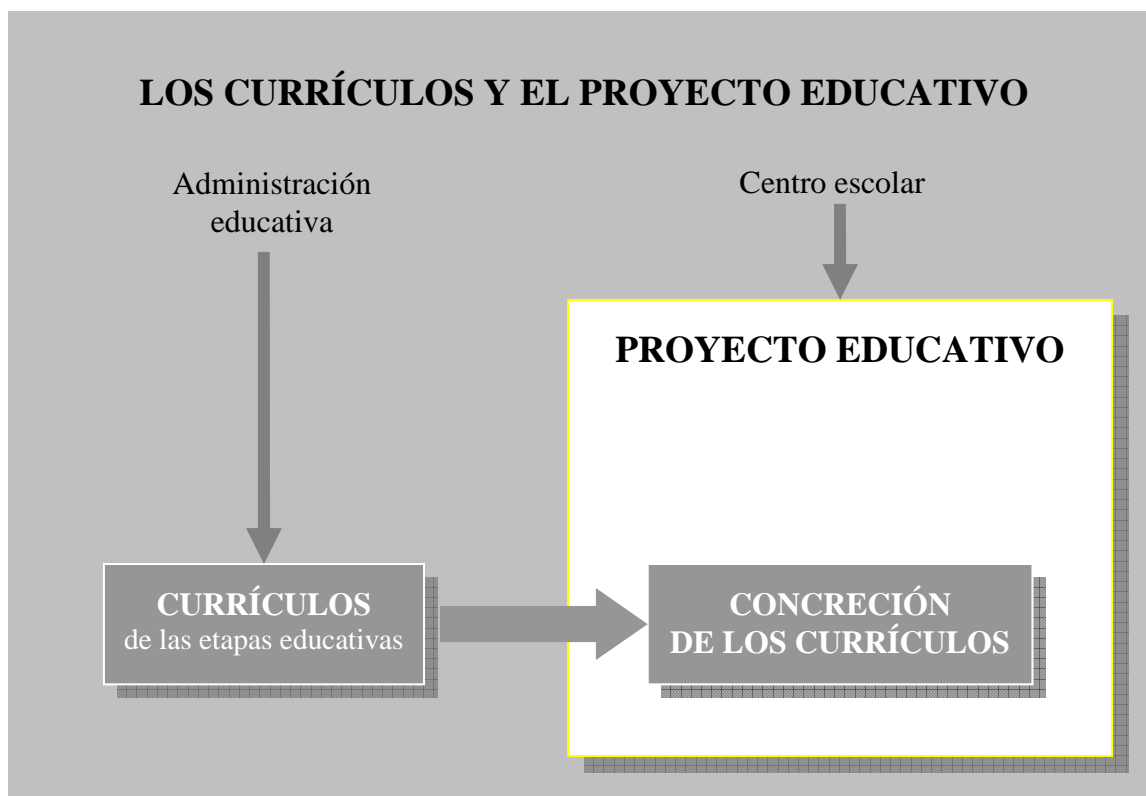 LOS CURRÍCULOS Y EL PROYECTO EDUCATIVO
Administración
educativa
Centro escolar
PROYECTO EDUCATIVO
CURRÍCULOS
de las etapas educativas
CONCRECIÓN
DE LOS CURRÍCULOS